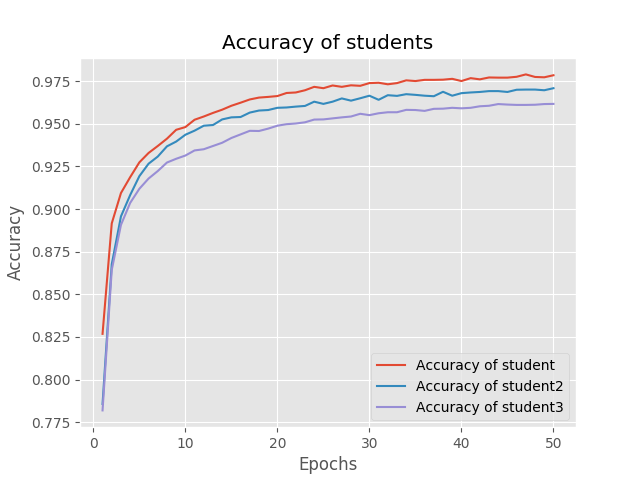 Accuracy of students
0.975
0.950
0.925
0.900
0.875
0.850
0.825
0.800
0.775
Accuracy
Accuracy of student
Accuracy of student2
Accuracy of student3
0 10 20 30 40 50
Epochs